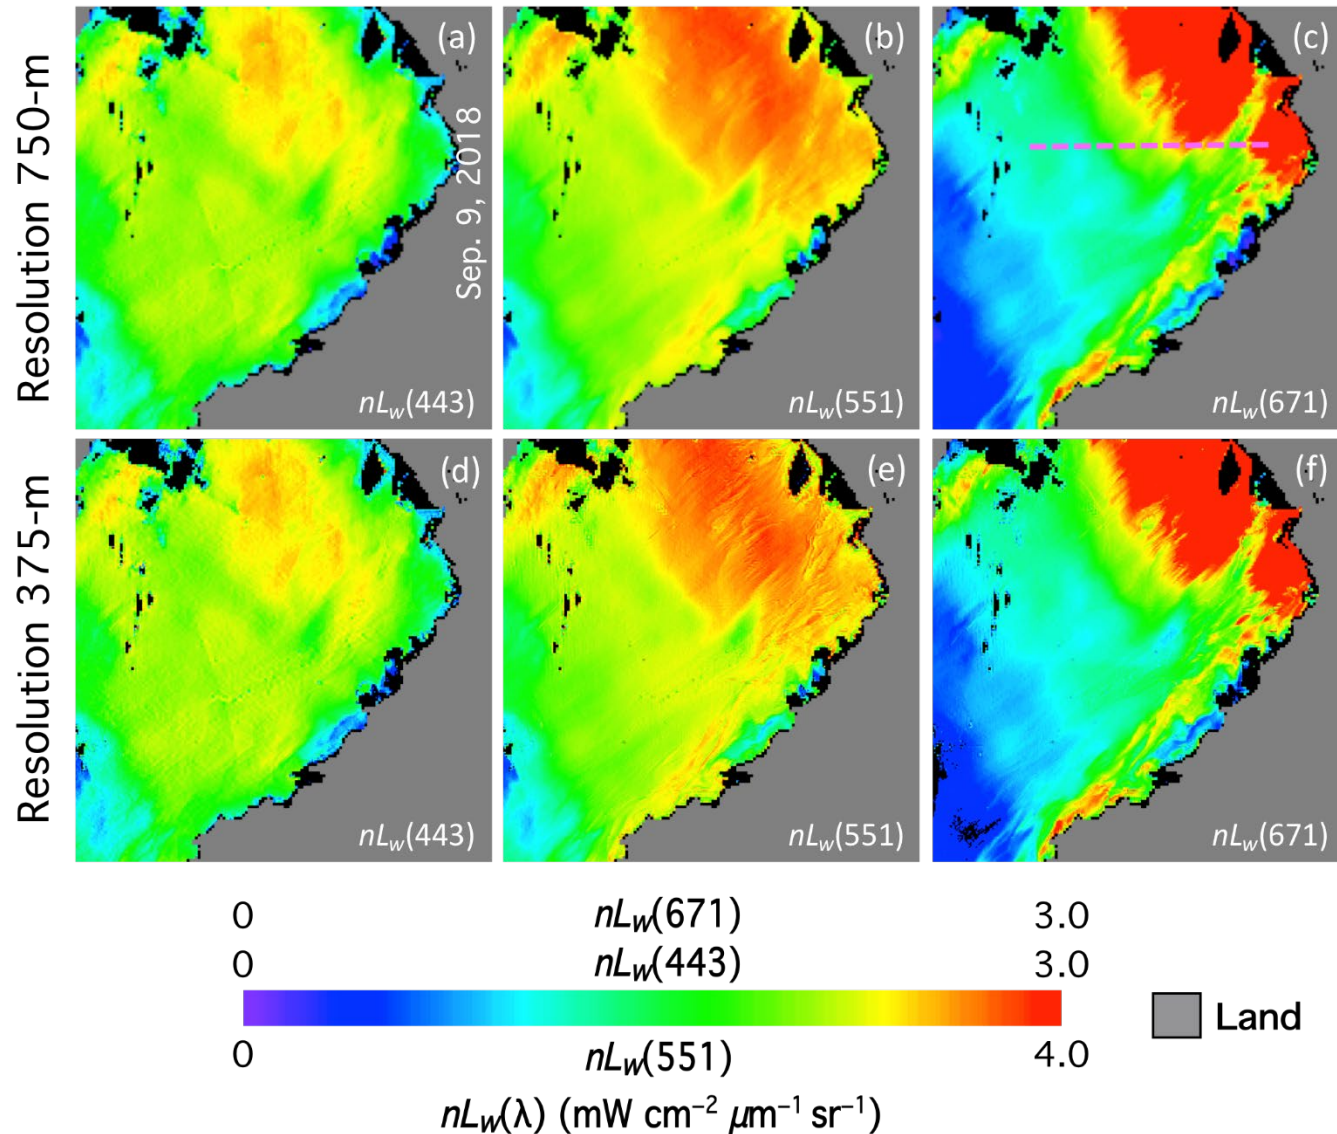 Resolution 750-m
(a)
Sep. 9, 2018
nLw(443)
(b)
nLw(551)
(c)
nLw(671)
Resolution 375-m
(d)
nLw(443)
(e)
nLw(551)
(f)
nLw(671)
0 nLw(671) 3.0
0 nLw(443) 3.0
Land
0 nLw(551) 4.0
nLw(λ) (mW cm⁻² μm⁻¹ sr⁻¹)